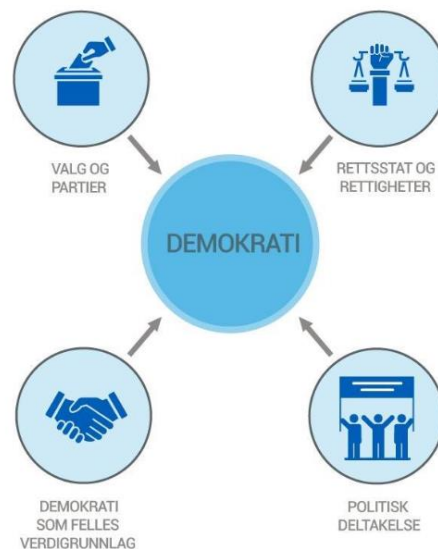 VALG OG
PARTIER
RETTSSTAT OG
RETTIGHETER
DEMOKRATI
DEMOKRATI
SOM FELLES
VERDIGRUNNLAG
POLITISK
DELTAKELSE